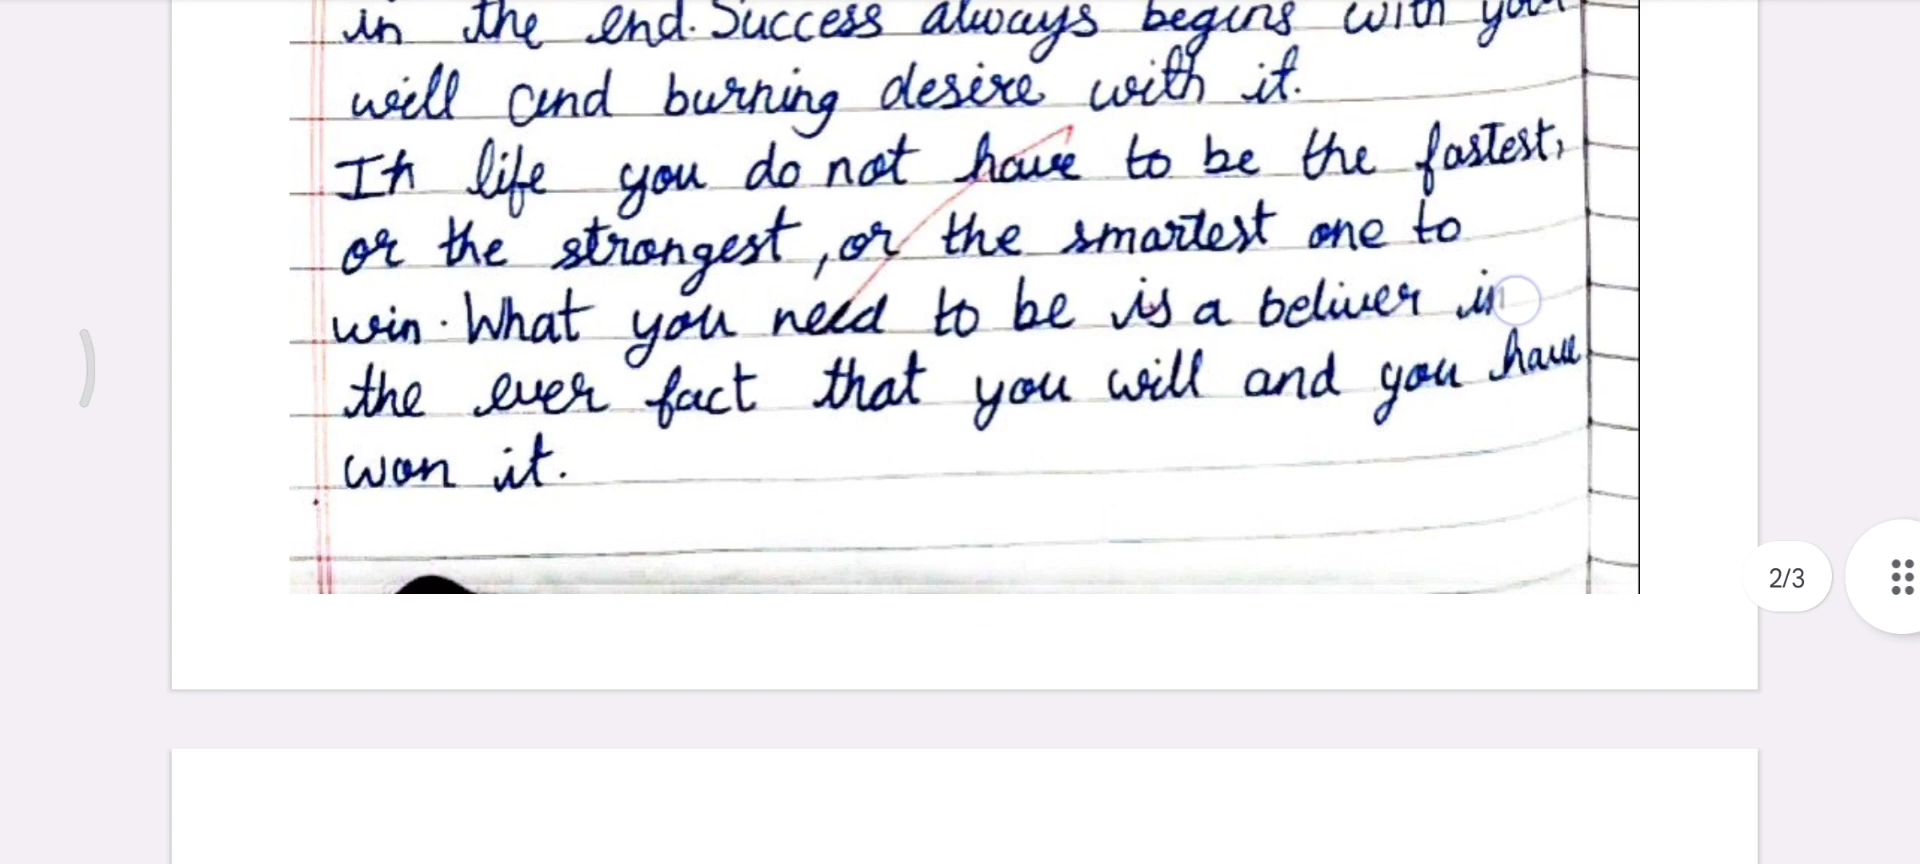 in the end. Success always begins with your
will and burning desire with it.
In life you do not have to be the fastest,
or the strongest, or the smartest one to
win. What you need to be is a beliver in
the ever fact that you will and you have
won it.
2/3